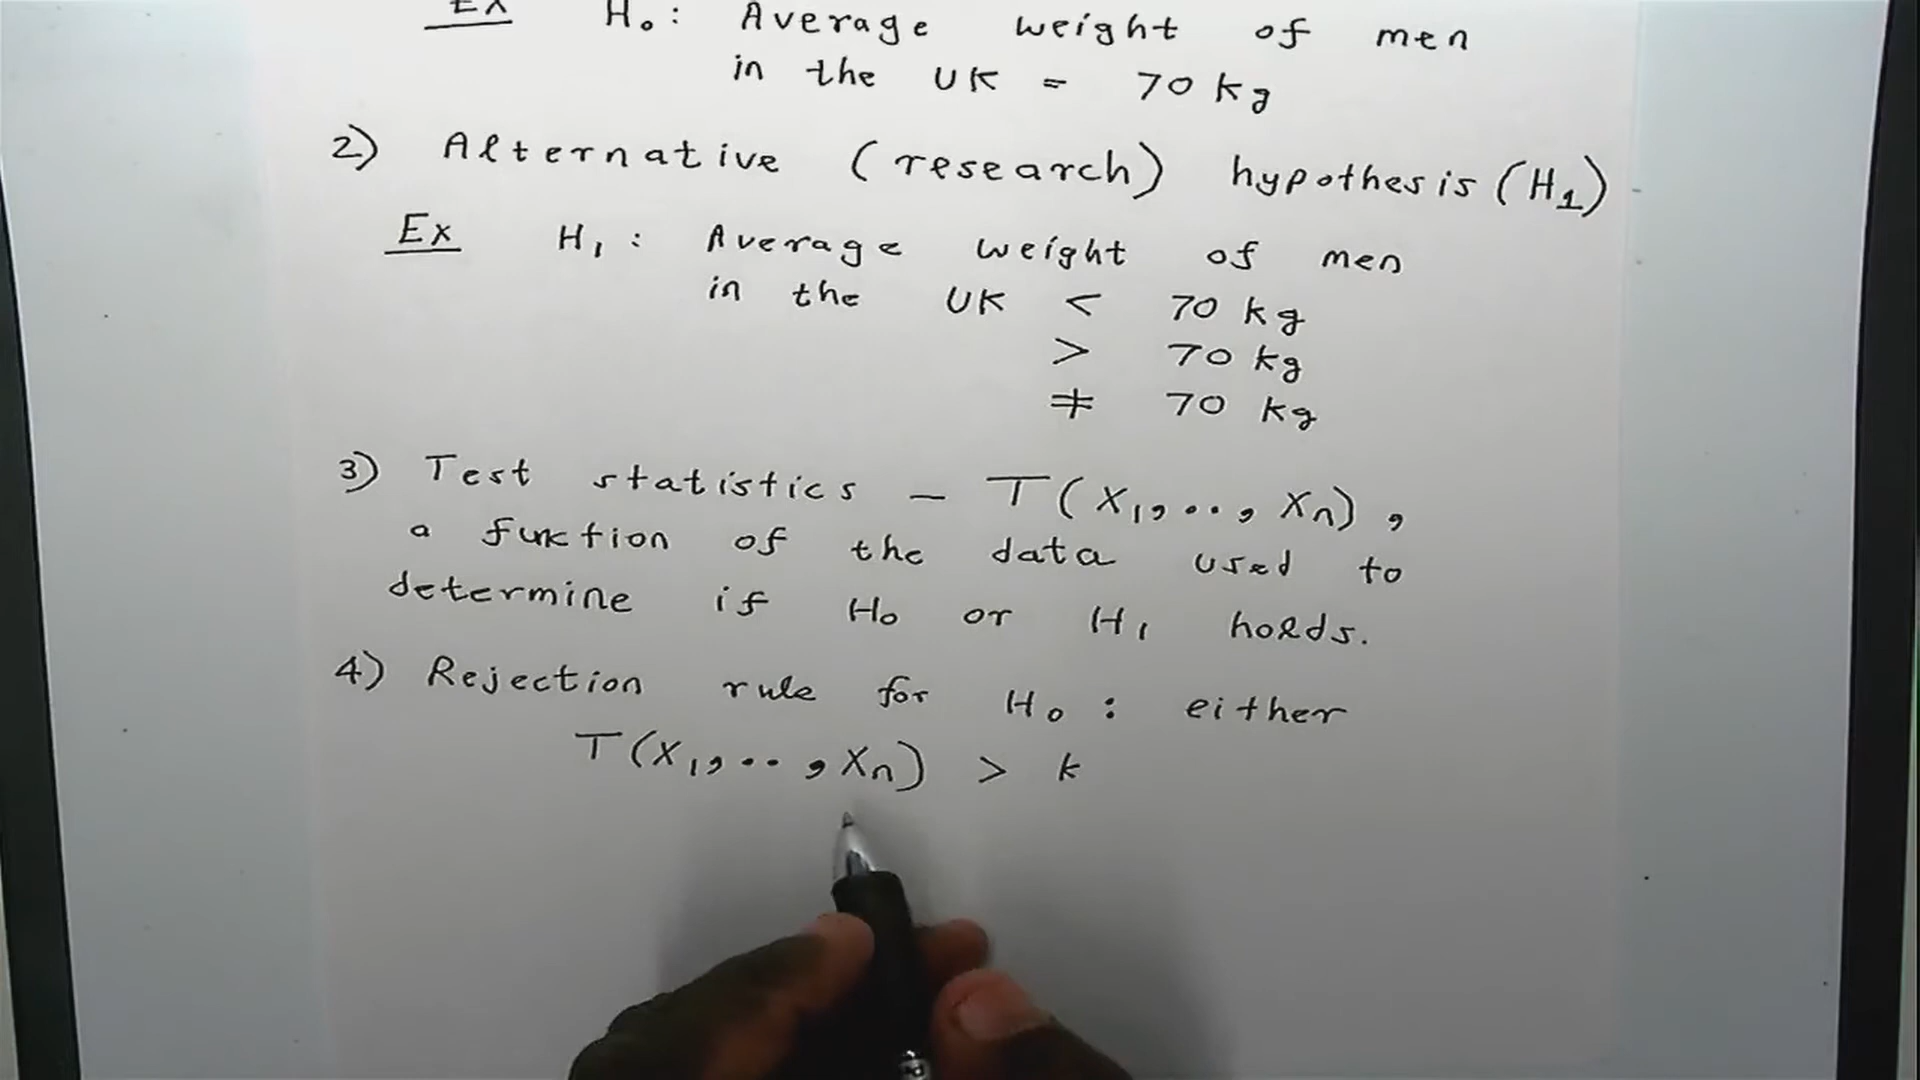 Ex H₀: Average weight of men
in the UK = 70 kg
2) Alternative (research) hypothesis (H₁)
Ex H₁: Average weight of men
in the UK < 70 kg
> 70 kg
≠ 70 kg
3) Test statistics – T(X₁,..,Xn),
a function of the data used to
determine if H₀ or H₁ holds.
4) Rejection rule for H₀: either
T(X₁,..,Xn) > k